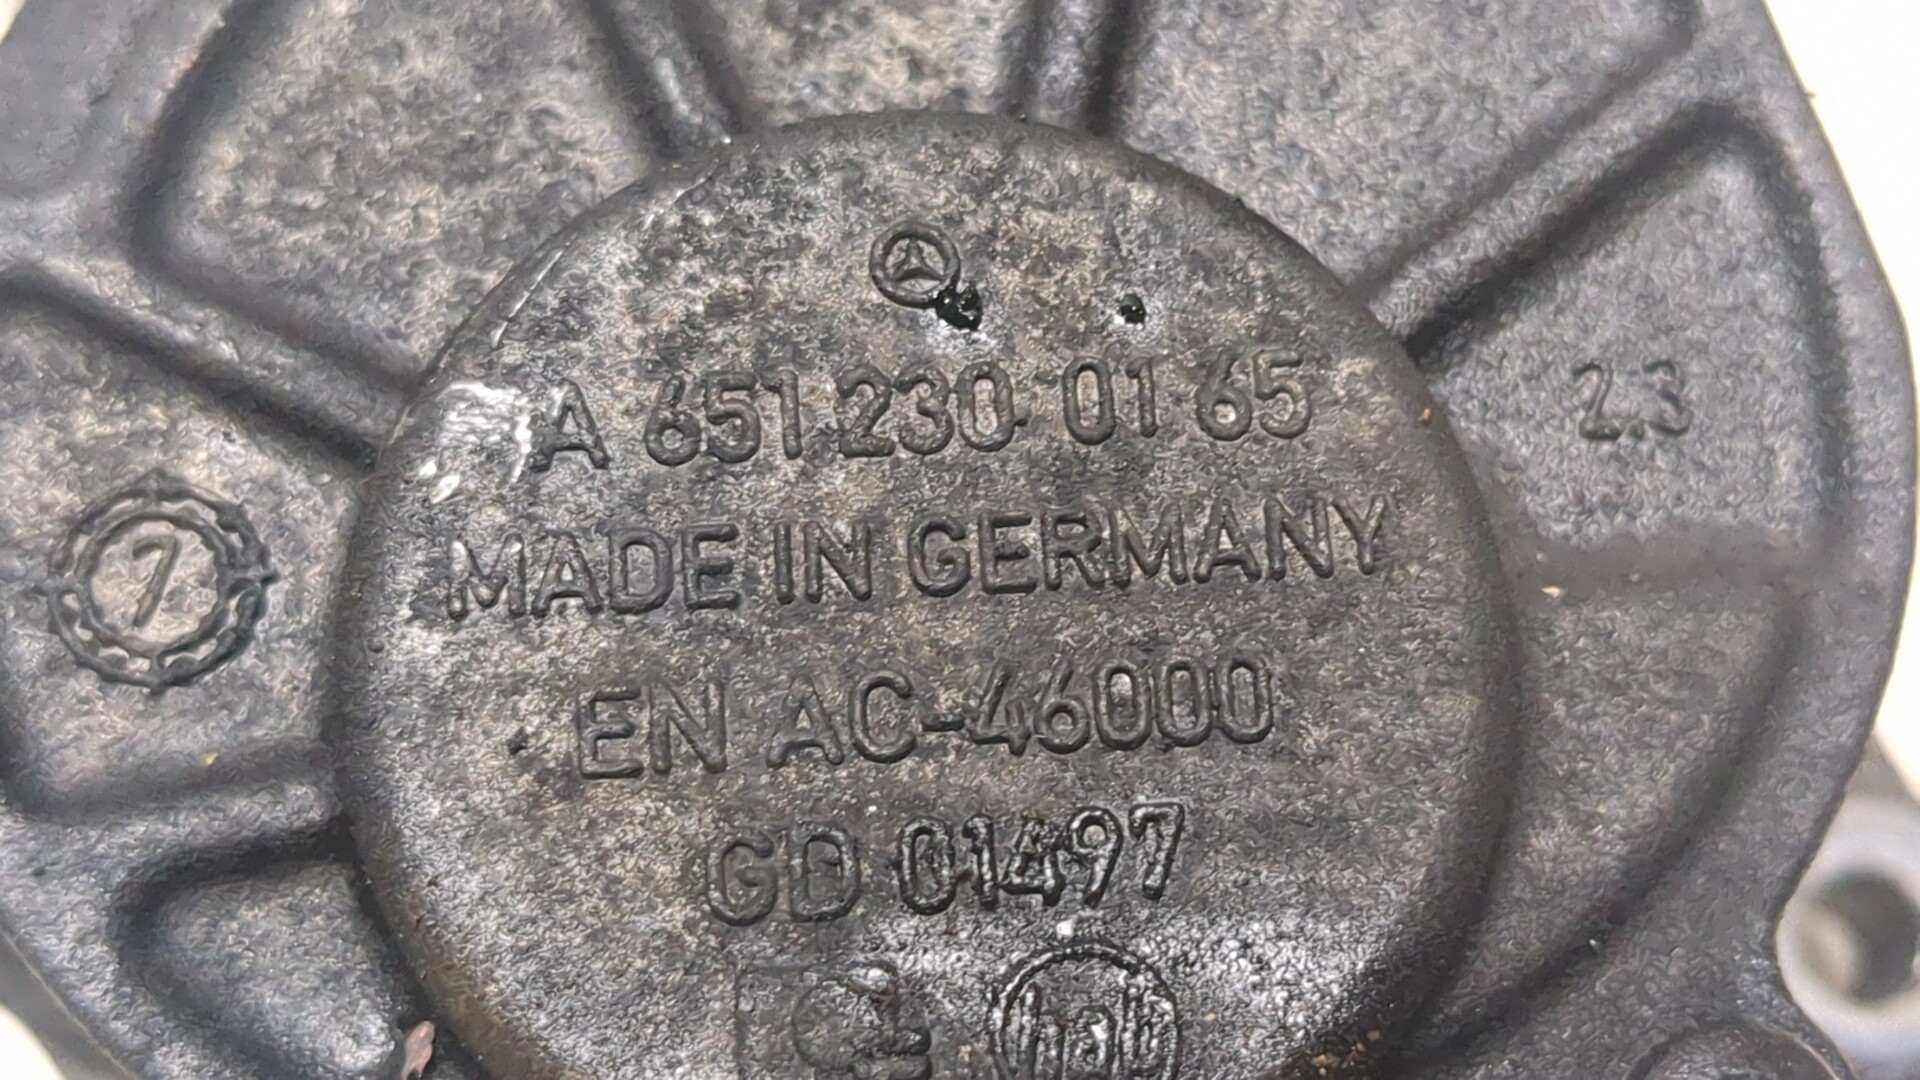 A 651 230 01 65
2.3
7
MADE IN GERMANY
EN AC-46000
GD 01497